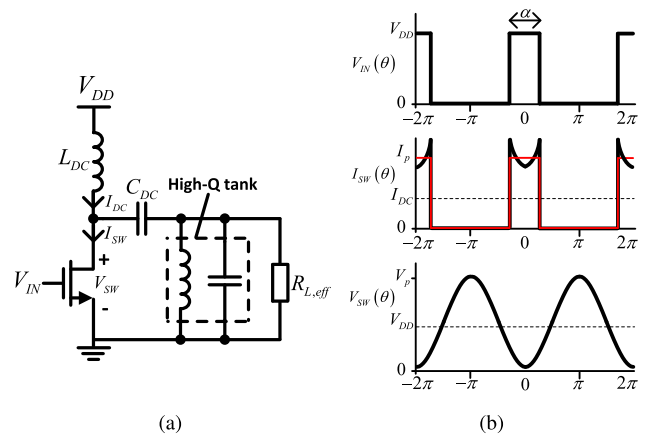 (a)
V_DD
L_DC
High-Q tank
C_DC
I_DC
I_SW
V_IN
+
V_SW
-
R_L,eff
(b)
α
V_DD
V_IN(θ)
0
−2π −π 0 π 2π
I_p
I_SW(θ)
I_DC
0
−2π −π 0 π 2π
V_p
V_SW(θ)
V_DD
0
−2π −π 0 π 2π
(a) (b)